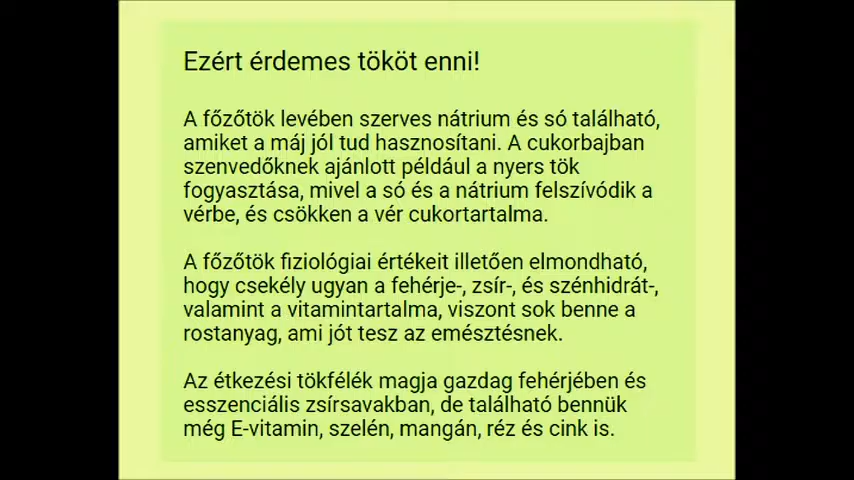 Ezért érdemes tököt enni!
A főzőtök levében szerves nátrium és só található,
amiket a máj jól tud hasznosítani. A cukorbajban
szenvedőknek ajánlott például a nyers tök
fogyasztása, mivel a só és a nátrium felszívódik a
vérbe, és csökken a vér cukortartalma.
A főzőtök fiziológiai értékeit illetően elmondható,
hogy csekély ugyan a fehérje-, zsír-, és szénhidrát-,
valamint a vitamintartalma, viszont sok benne a
rostanyag, ami jót tesz az emésztésnek.
Az étkezési tökfélék magja gazdag fehérjében és
esszenciális zsírsavakban, de található bennük
még E-vitamin, szelén, mangán, réz és cink is.